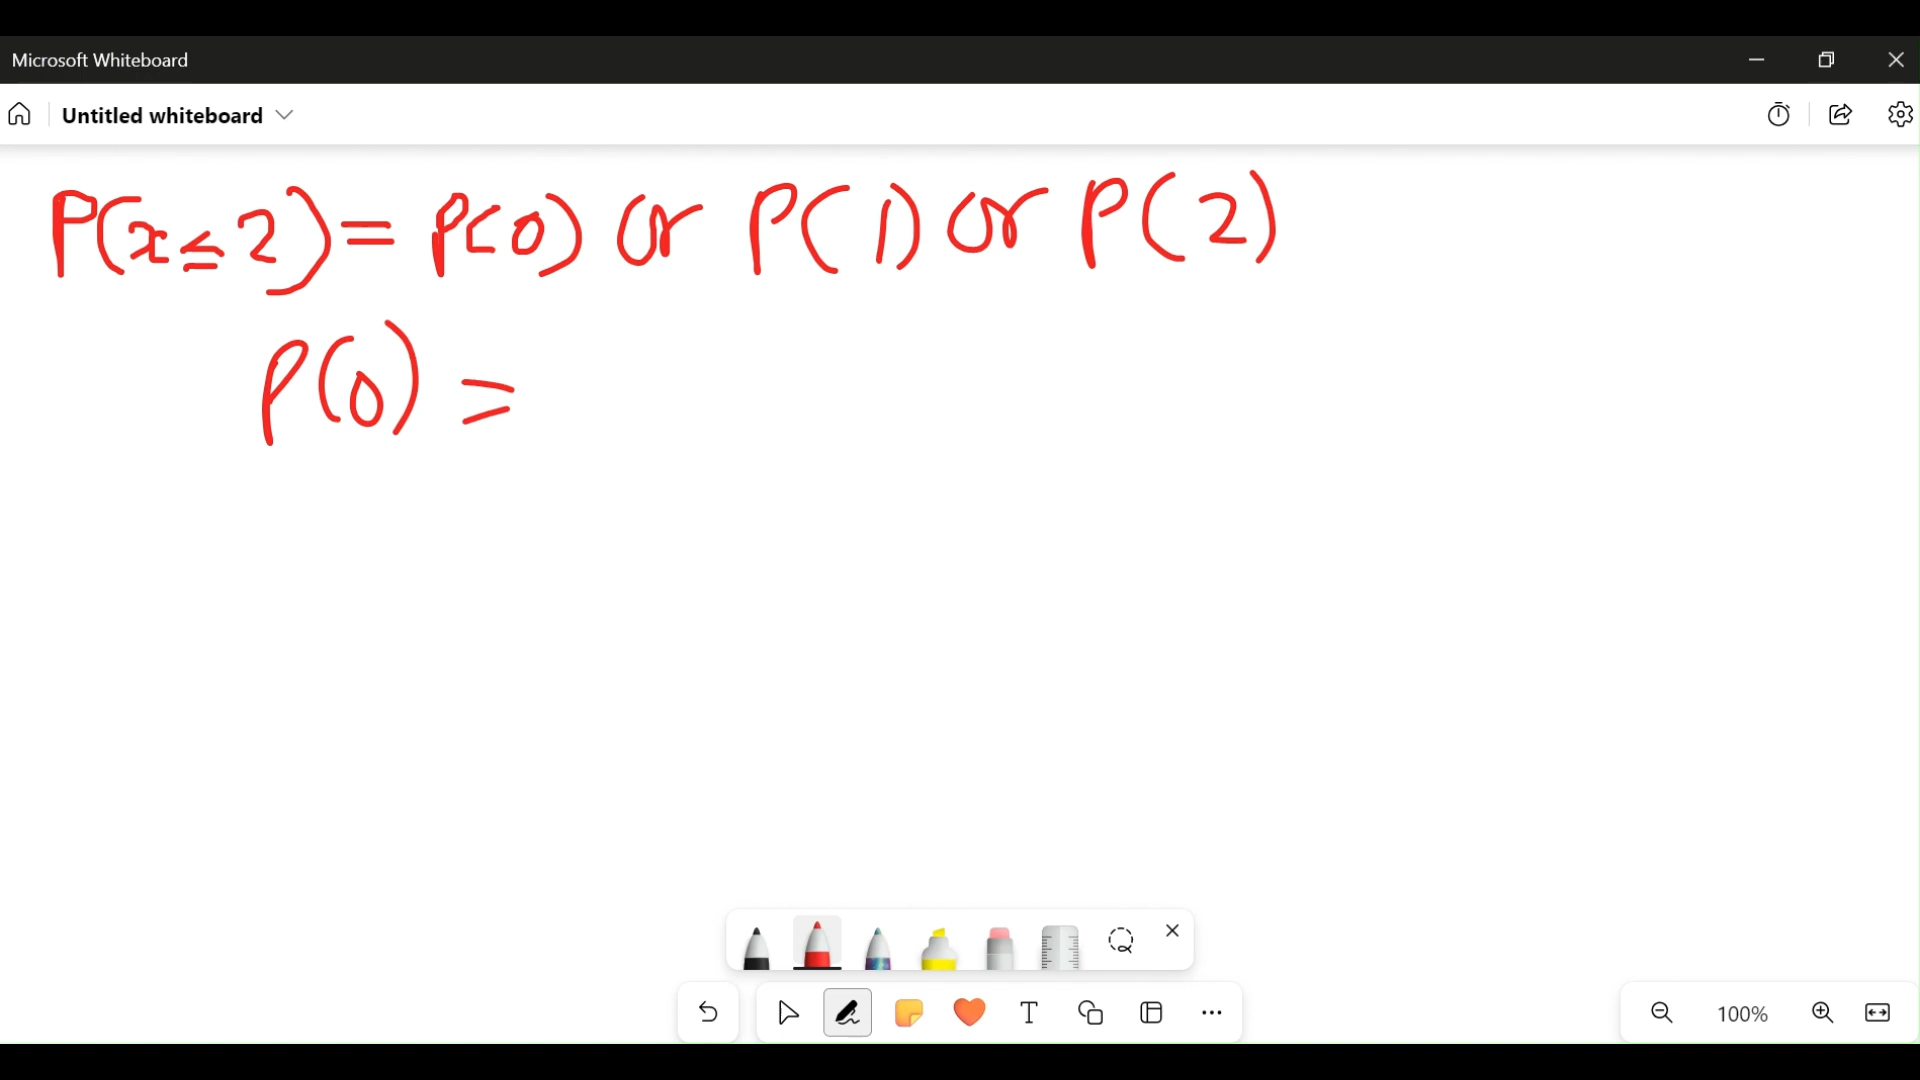 Microsoft Whiteboard
Untitled whiteboard
P(x≤2)= P(0) or P(1) or P(2)
P(0) =
T
100%